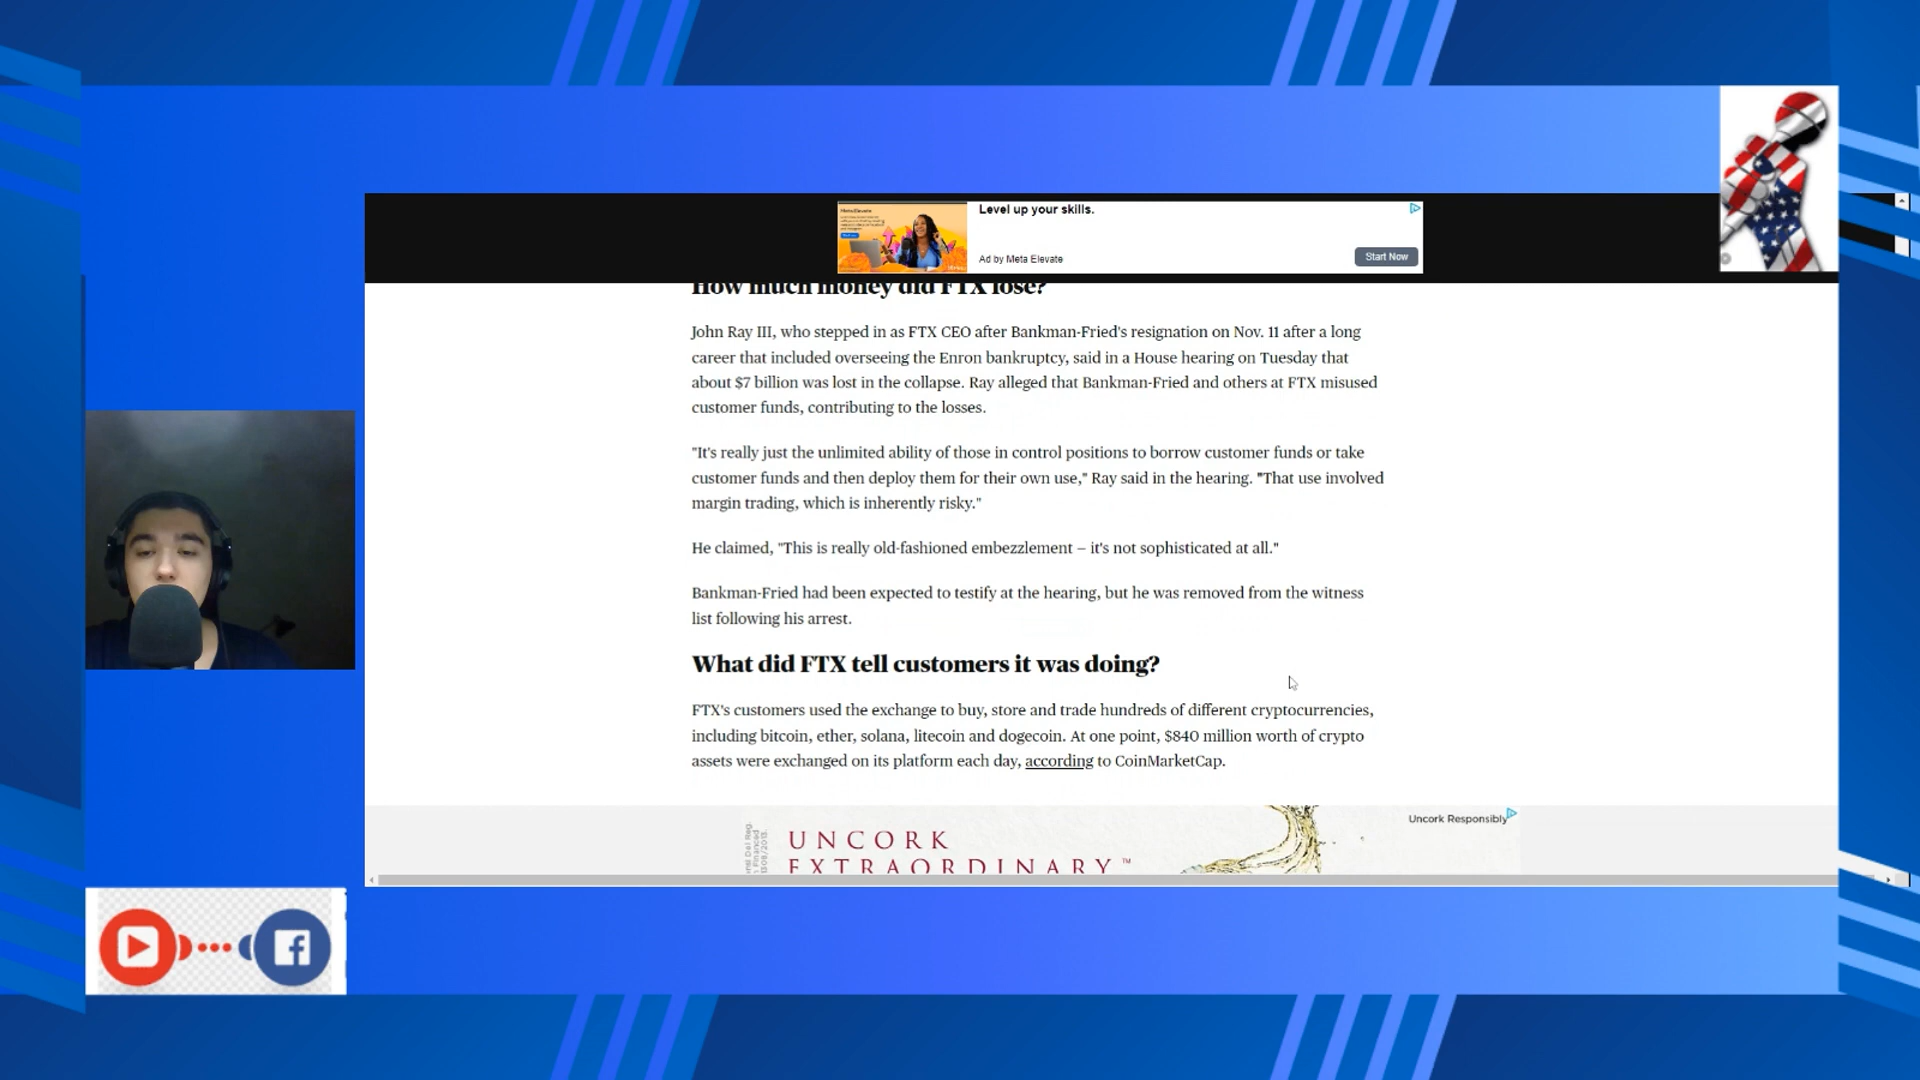 Level up your skills.
Ad by Meta Elevate
Start Now
How much money did FTX lose?
John Ray III, who stepped in as FTX CEO after Bankman-Fried's resignation on Nov. 11 after a long
career that included overseeing the Enron bankruptcy, said in a House hearing on Tuesday that
about $7 billion was lost in the collapse. Ray alleged that Bankman-Fried and others at FTX misused
customer funds, contributing to the losses.
"It's really just the unlimited ability of those in control positions to borrow customer funds or take
customer funds and then deploy them for their own use," Ray said in the hearing. "That use involved
margin trading, which is inherently risky."
He claimed, "This is really old-fashioned embezzlement – it's not sophisticated at all."
Bankman-Fried had been expected to testify at the hearing, but he was removed from the witness
list following his arrest.
What did FTX tell customers it was doing?
FTX's customers used the exchange to buy, store and trade hundreds of different cryptocurrencies,
including bitcoin, ether, solana, litecoin and dogecoin. At one point, $840 million worth of crypto
assets were exchanged on its platform each day, according to CoinMarketCap.
Uncork Responsibly
UNCORK
EXTRAORDINARY™